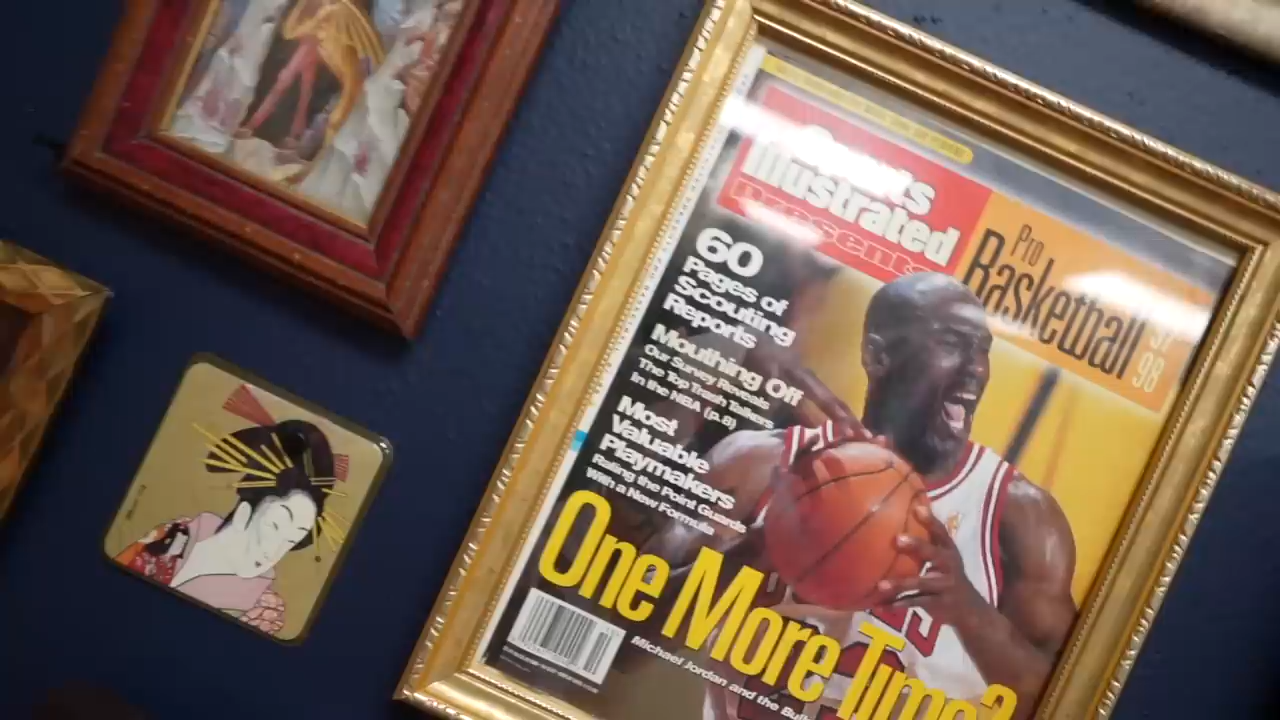 Sports
Illustrated
presents
Pro
Basketball
97
98
60
Pages of
Scouting
Reports
Mouthing Off
Our Survey Reveals
The Top Trash Talkers
In the NBA (p.8)
Most
Valuable
Playmakers
Rating the Point Guards
With a New Formula
One More Time?
Michael Jordan and the Bulls